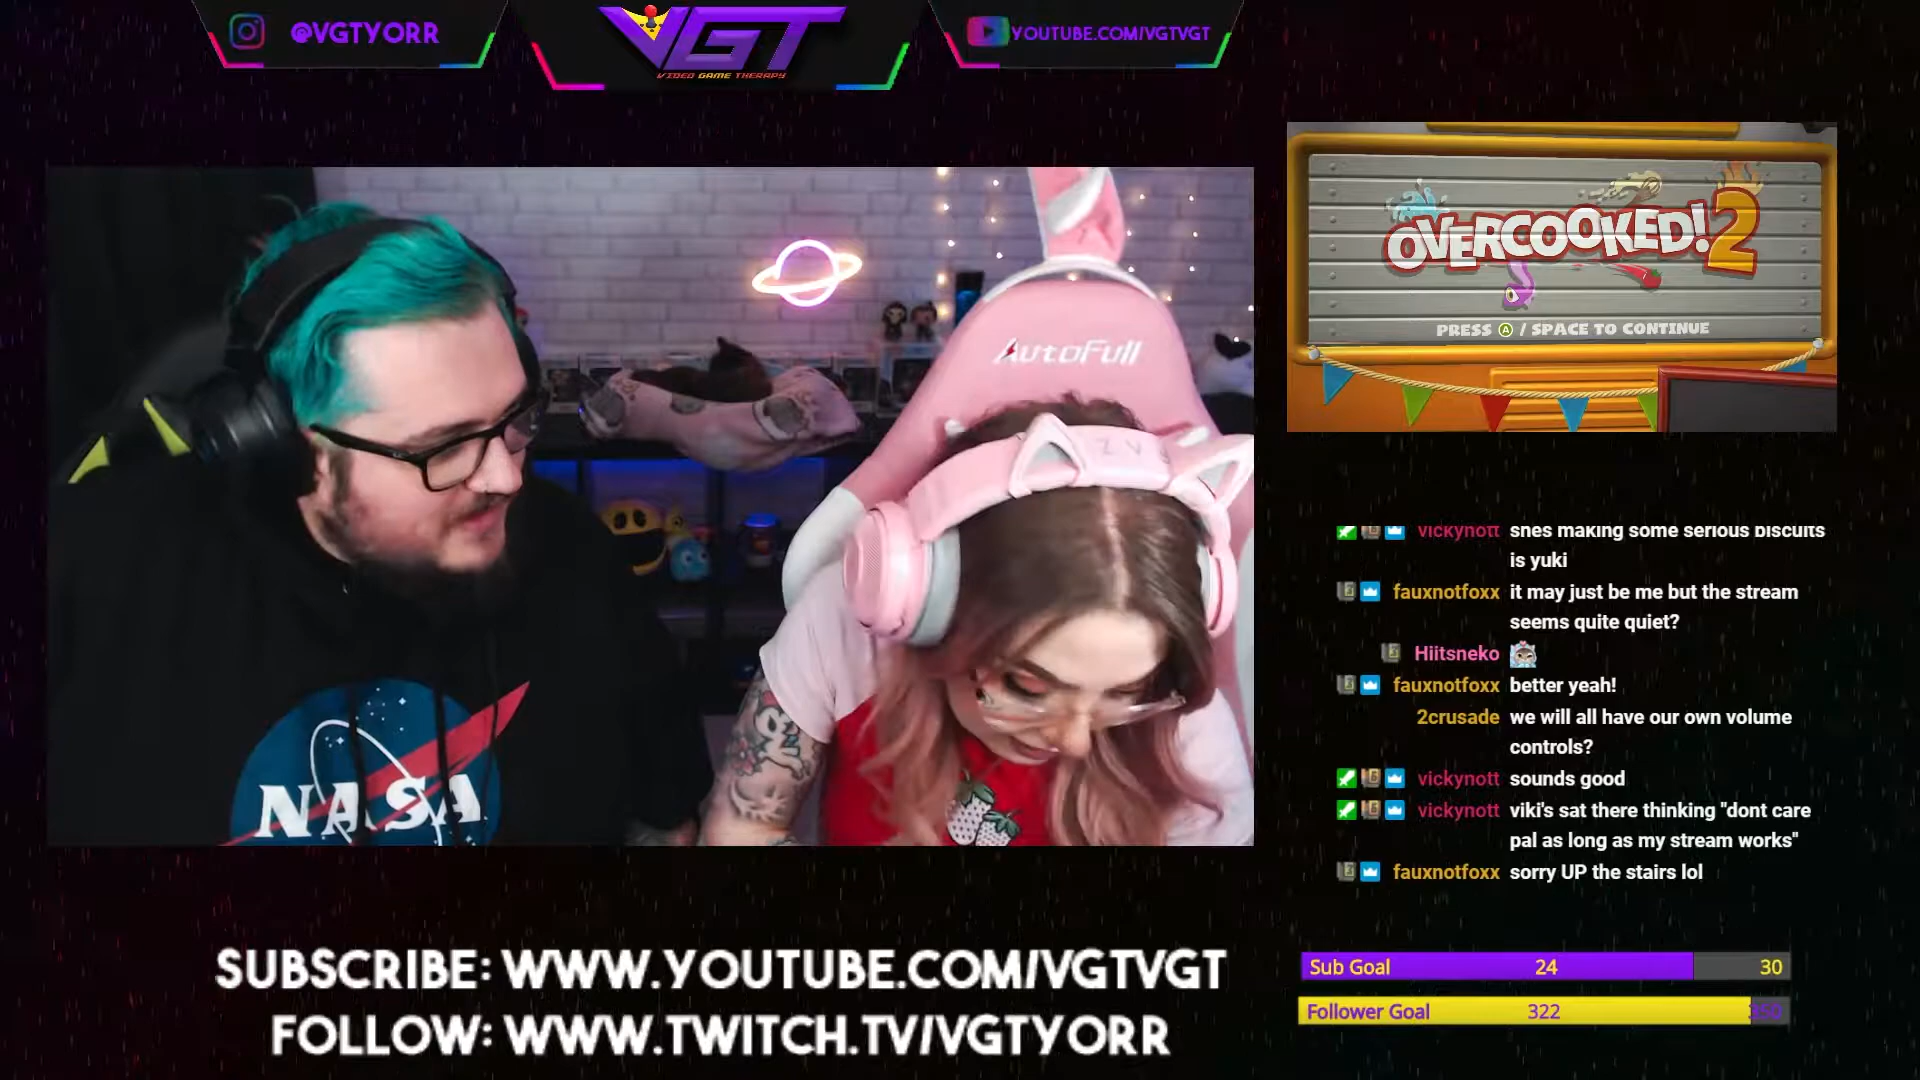 @VGTYORR
VGT
VIDEO GAME THERAPY
YOUTUBE.COM/VGTVGT
OVERCOOKED! 2
PRESS A / SPACE TO CONTINUE
AutoFull
NASA
vickynott shes making some serious biscuits
is yuki
fauxnotfoxx it may just be me but the stream
seems quite quiet?
Hiitsneko
fauxnotfoxx better yeah!
2crusade we will all have our own volume
controls?
vickynott sounds good
vickynott viki's sat there thinking "dont care
pal as long as my stream works"
fauxnotfoxx sorry UP the stairs lol
SUBSCRIBE: WWW.YOUTUBE.COM/VGTVGT
FOLLOW: WWW.TWITCH.TV/VGTYORR
Sub Goal 24 30
Follower Goal 322 350